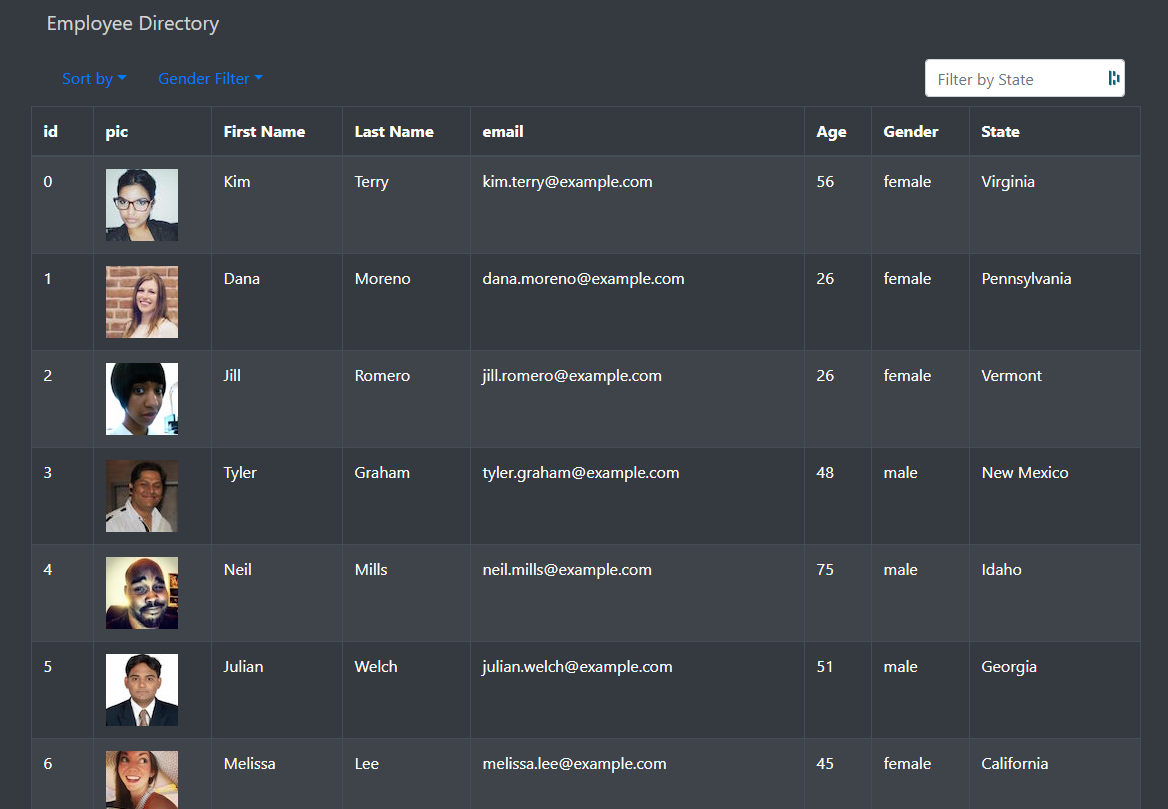 Employee Directory
Sort by Gender Filter Filter by State
id pic First Name Last Name email Age Gender State
0 Kim Terry kim.terry@example.com 56 female Virginia
1 Dana Moreno dana.moreno@example.com 26 female Pennsylvania
2 Jill Romero jill.romero@example.com 26 female Vermont
3 Tyler Graham tyler.graham@example.com 48 male New Mexico
4 Neil Mills neil.mills@example.com 75 male Idaho
5 Julian Welch julian.welch@example.com 51 male Georgia
6 Melissa Lee melissa.lee@example.com 45 female California